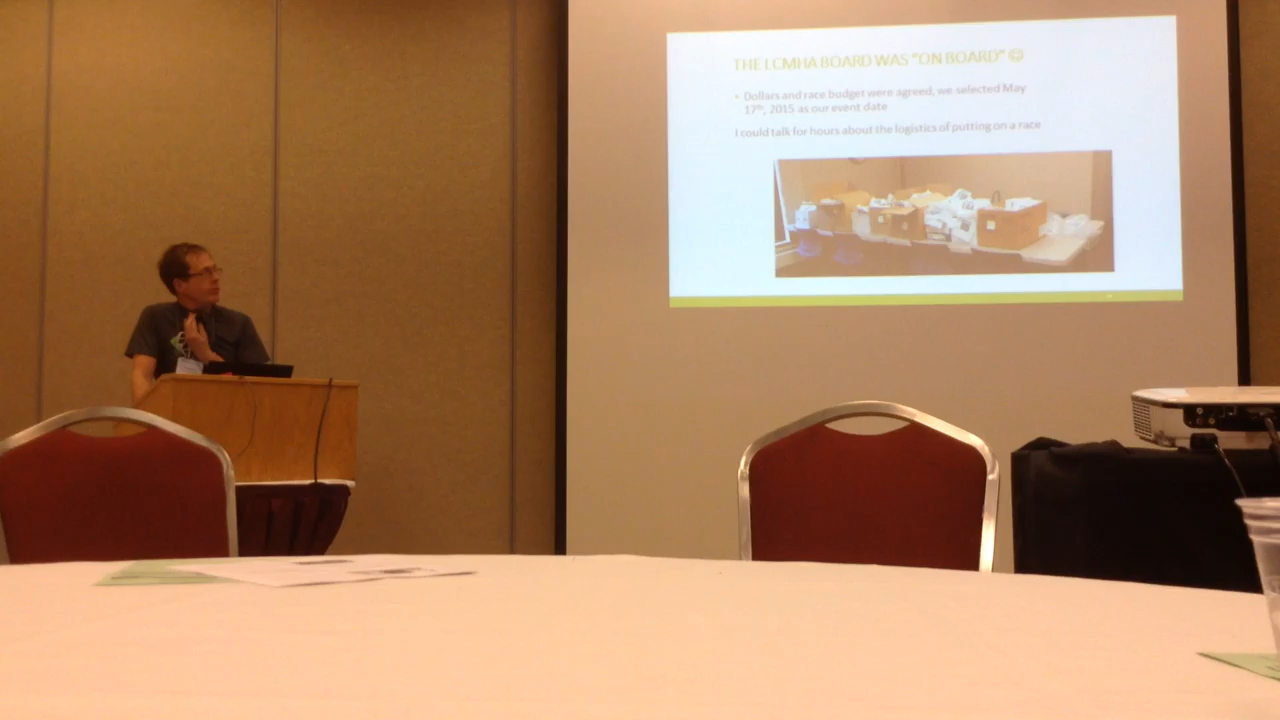 THE LCMHA BOARD WAS "ON BOARD" ☺
• Dollars and race budget were agreed, we selected May
17th, 2015 as our event date
I could talk for hours about the logistics of putting on a race